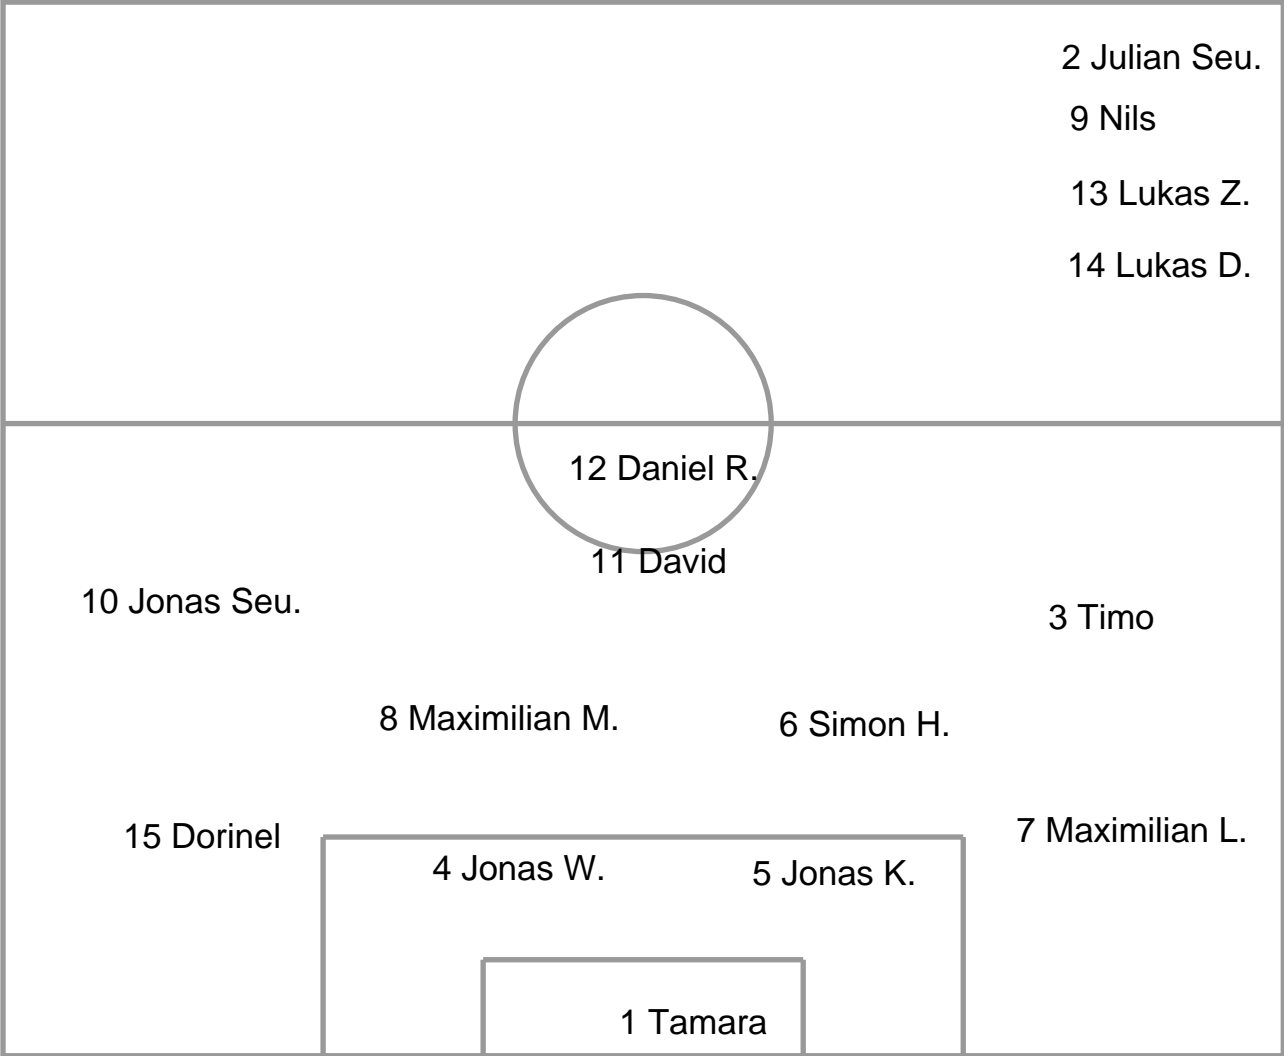 2 Julian Seu.
9 Nils
13 Lukas Z.
14 Lukas D.
12 Daniel R.
11 David
10 Jonas Seu.
3 Timo
8 Maximilian M.
6 Simon H.
15 Dorinel
7 Maximilian L.
4 Jonas W.
5 Jonas K.
1 Tamara